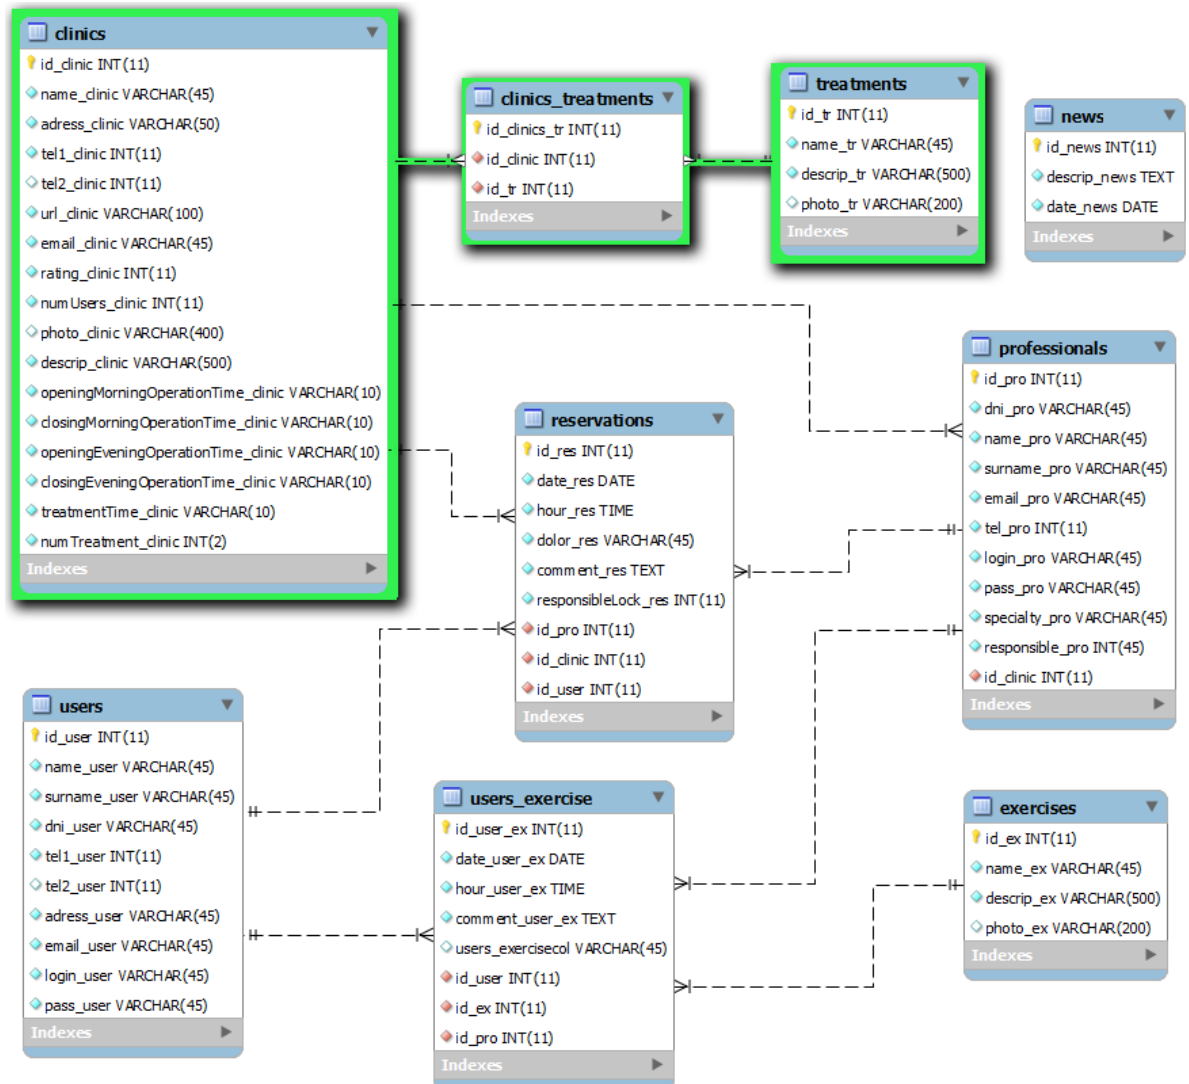 clinics
id_clinic INT(11)
name_clinic VARCHAR(45)
adress_clinic VARCHAR(50)
tel1_clinic INT(11)
tel2_clinic INT(11)
url_clinic VARCHAR(100)
email_clinic VARCHAR(45)
rating_clinic INT(11)
numUsers_clinic INT(11)
photo_clinic VARCHAR(400)
descrip_clinic VARCHAR(500)
openingMorningOperationTime_clinic VARCHAR(10)
closingMorningOperationTime_clinic VARCHAR(10)
openingEveningOperationTime_clinic VARCHAR(10)
closingEveningOperationTime_clinic VARCHAR(10)
treatmentTime_clinic VARCHAR(10)
numTreatment_clinic INT(2)
Indexes
clinics_treatments
id_clinics_tr INT(11)
id_clinic INT(11)
id_tr INT(11)
Indexes
treatments
id_tr INT(11)
name_tr VARCHAR(45)
descrip_tr VARCHAR(500)
photo_tr VARCHAR(200)
Indexes
news
id_news INT(11)
descrip_news TEXT
date_news DATE
Indexes
reservations
id_res INT(11)
date_res DATE
hour_res TIME
dolor_res VARCHAR(45)
comment_res TEXT
responsibleLock_res INT(11)
id_pro INT(11)
id_clinic INT(11)
id_user INT(11)
Indexes
professionals
id_pro INT(11)
dni_pro VARCHAR(45)
name_pro VARCHAR(45)
surname_pro VARCHAR(45)
email_pro VARCHAR(45)
tel_pro INT(11)
login_pro VARCHAR(45)
pass_pro VARCHAR(45)
specialty_pro VARCHAR(45)
responsible_pro INT(45)
id_clinic INT(11)
Indexes
users
id_user INT(11)
name_user VARCHAR(45)
surname_user VARCHAR(45)
dni_user VARCHAR(45)
tel1_user INT(11)
tel2_user INT(11)
adress_user VARCHAR(45)
email_user VARCHAR(45)
login_user VARCHAR(45)
pass_user VARCHAR(45)
Indexes
users_exercise
id_user_ex INT(11)
date_user_ex DATE
hour_user_ex TIME
comment_user_ex TEXT
users_exercisecol VARCHAR(45)
id_user INT(11)
id_ex INT(11)
id_pro INT(11)
Indexes
exercises
id_ex INT(11)
name_ex VARCHAR(45)
descrip_ex VARCHAR(500)
photo_ex VARCHAR(200)
Indexes